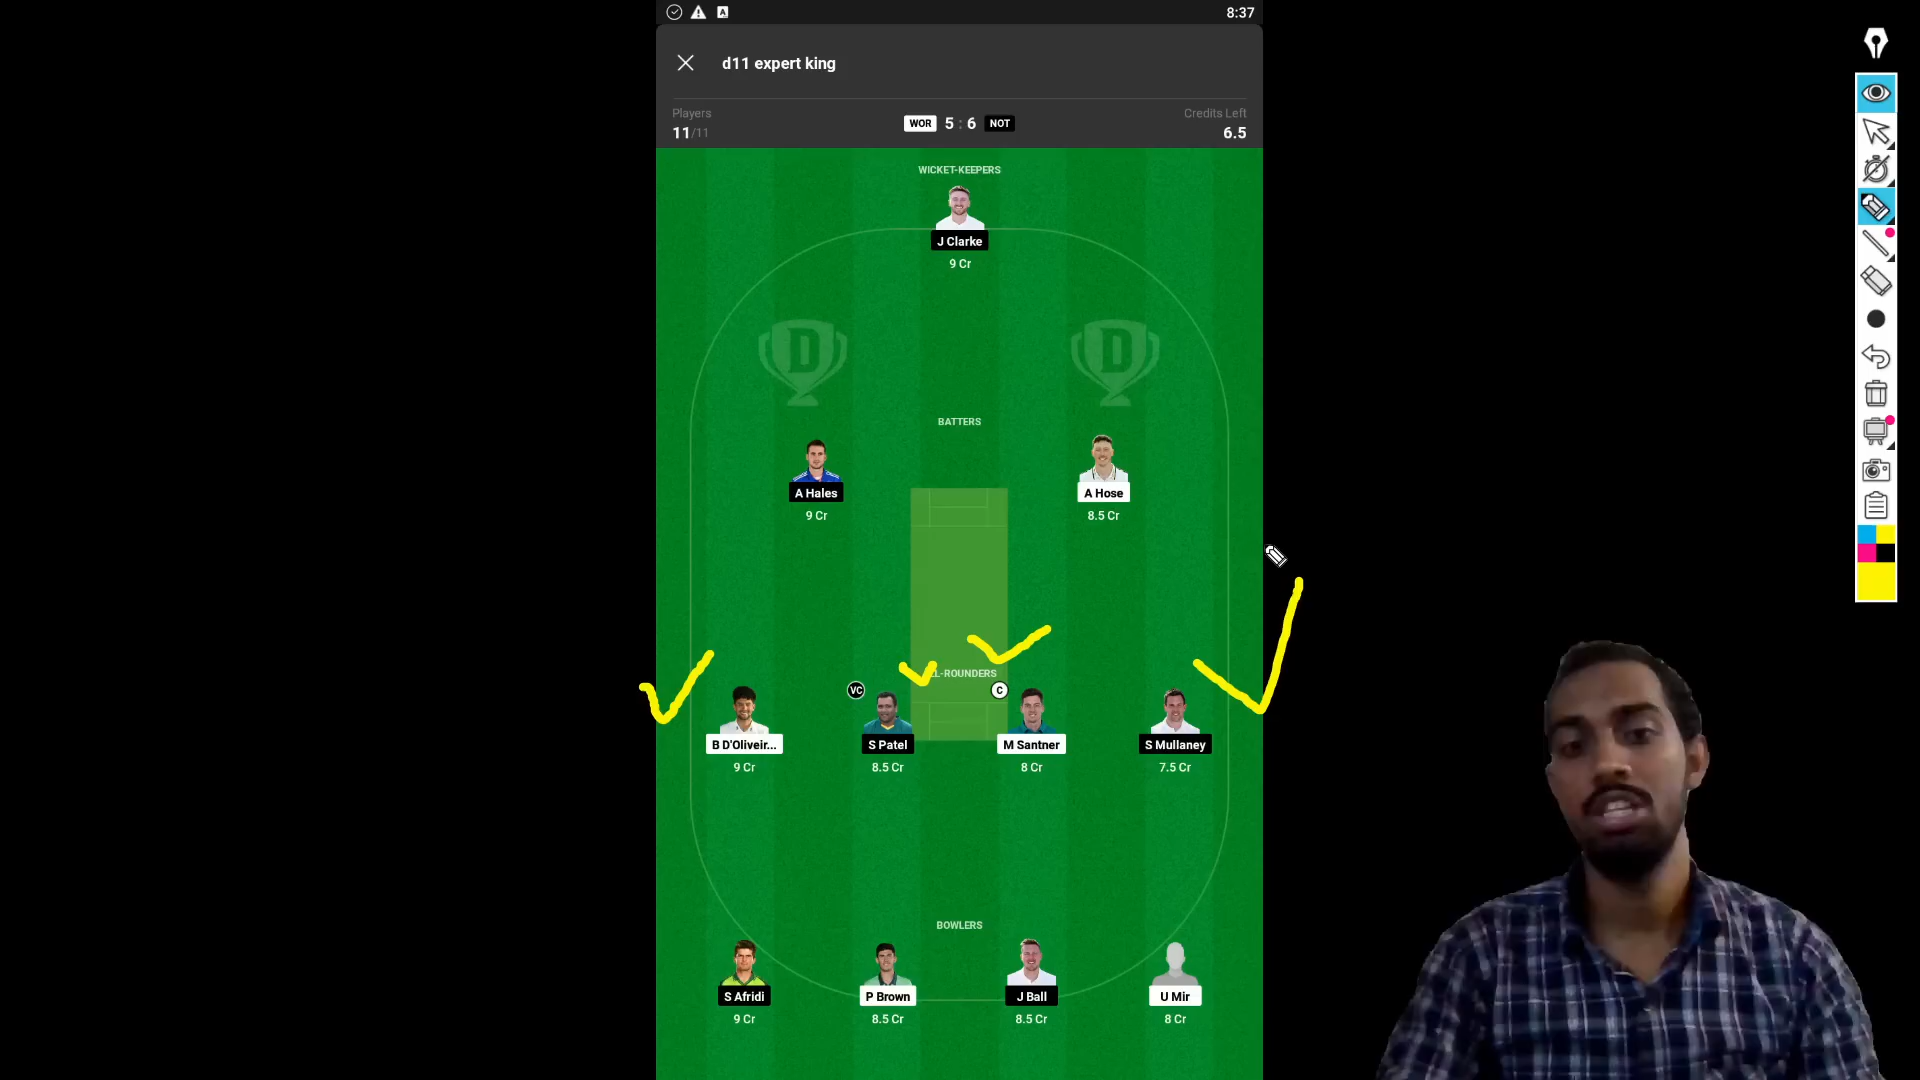 8:37
d11 expert king
Players
11/11
WOR 5 : 6 NOT
Credits Left
6.5
WICKET-KEEPERS
J Clarke
9 Cr
BATTERS
A Hales
9 Cr
A Hose
8.5 Cr
L-ROUNDERS
VC
C
B D'Oliveir...
9 Cr
S Patel
8.5 Cr
M Santner
8 Cr
S Mullaney
7.5 Cr
BOWLERS
S Afridi
9 Cr
P Brown
8.5 Cr
J Ball
8.5 Cr
U Mir
8 Cr